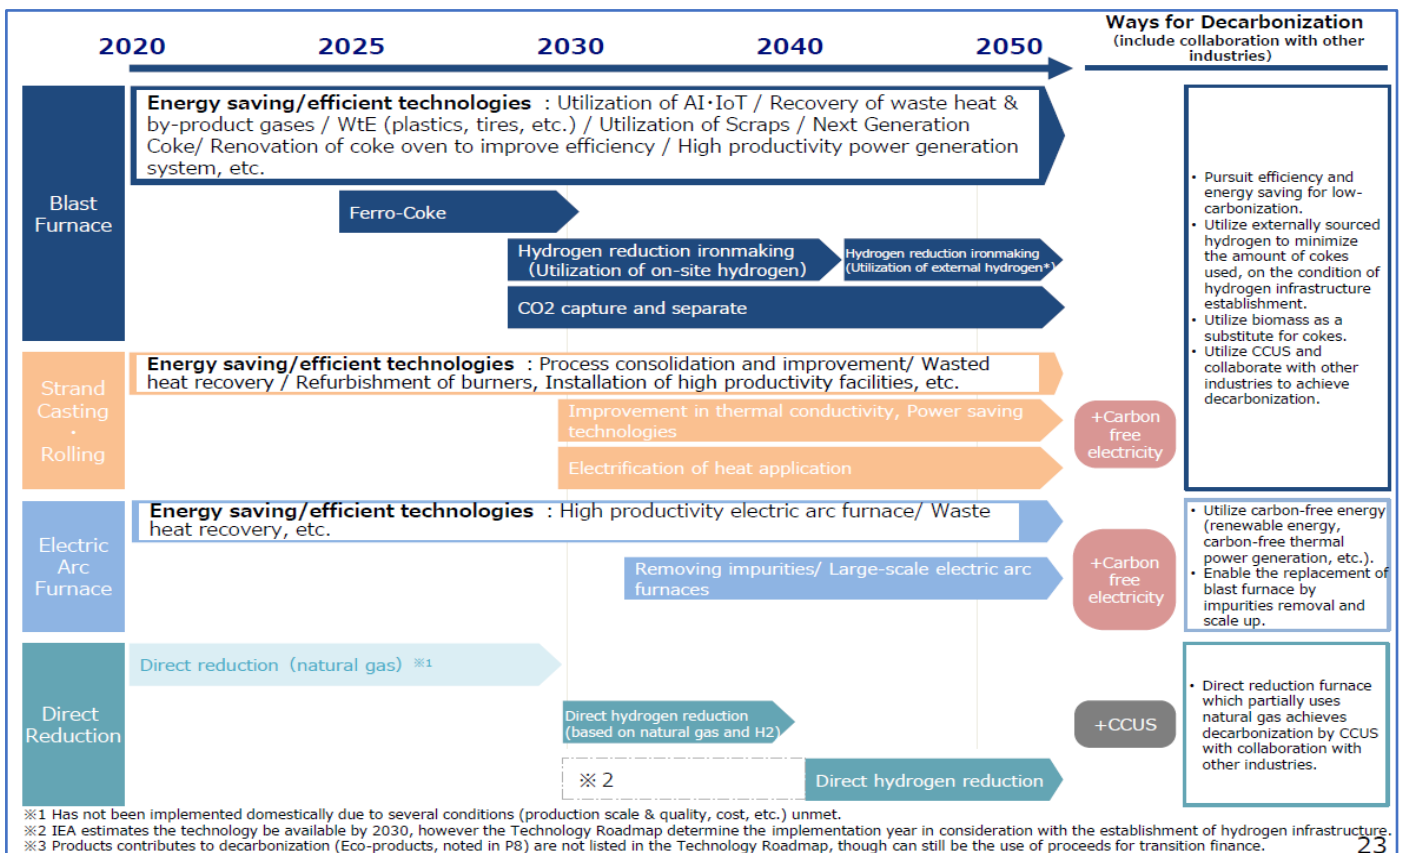 2020 2025 2030 2040 2050
Ways for Decarbonization
(include collaboration with other
industries)
Blast
Furnace
Energy saving/efficient technologies : Utilization of AI･IoT / Recovery of waste heat &
by-product gases / WtE (plastics, tires, etc.) / Utilization of Scraps / Next Generation
Coke/ Renovation of coke oven to improve efficiency / High productivity power generation
system, etc.
Ferro-Coke
Hydrogen reduction ironmaking
（Utilization of on-site hydrogen）
Hydrogen reduction ironmaking
(Utilization of external hydrogen*)
CO2 capture and separate
• Pursuit efficiency and
energy saving for low-
carbonization.
• Utilize externally sourced
hydrogen to minimize
the amount of cokes
used, on the condition of
hydrogen infrastructure
establishment.
• Utilize biomass as a
substitute for cokes.
• Utilize CCUS and
collaborate with other
industries to achieve
decarbonization.
Strand
Casting
・
Rolling
Energy saving/efficient technologies : Process consolidation and improvement/ Wasted
heat recovery / Refurbishment of burners, Installation of high productivity facilities, etc.
Improvement in thermal conductivity, Power saving
technologies
Electrification of heat application
+Carbon
free
electricity
Electric
Arc
Furnace
Energy saving/efficient technologies : High productivity electric arc furnace/ Waste
heat recovery, etc.
Removing impurities/ Large-scale electric arc
furnaces
+Carbon
free
electricity
• Utilize carbon-free energy
(renewable energy,
carbon-free thermal
power generation, etc.).
• Enable the replacement of
blast furnace by
impurities removal and
scale up.
Direct
Reduction
Direct reduction（natural gas）※1
Direct hydrogen reduction
(based on natural gas and H2)
※2
Direct hydrogen reduction
+CCUS
• Direct reduction furnace
which partially uses
natural gas achieves
decarbonization by CCUS
with collaboration with
other industries.
※1 Has not been implemented domestically due to several conditions (production scale & quality, cost, etc.) unmet.
※2 IEA estimates the technology be available by 2030, however the Technology Roadmap determine the implementation year in consideration with the establishment of hydrogen infrastructure.
※3 Products contributes to decarbonization (Eco-products, noted in P8) are not listed in the Technology Roadmap, though can still be the use of proceeds for transition finance.
23